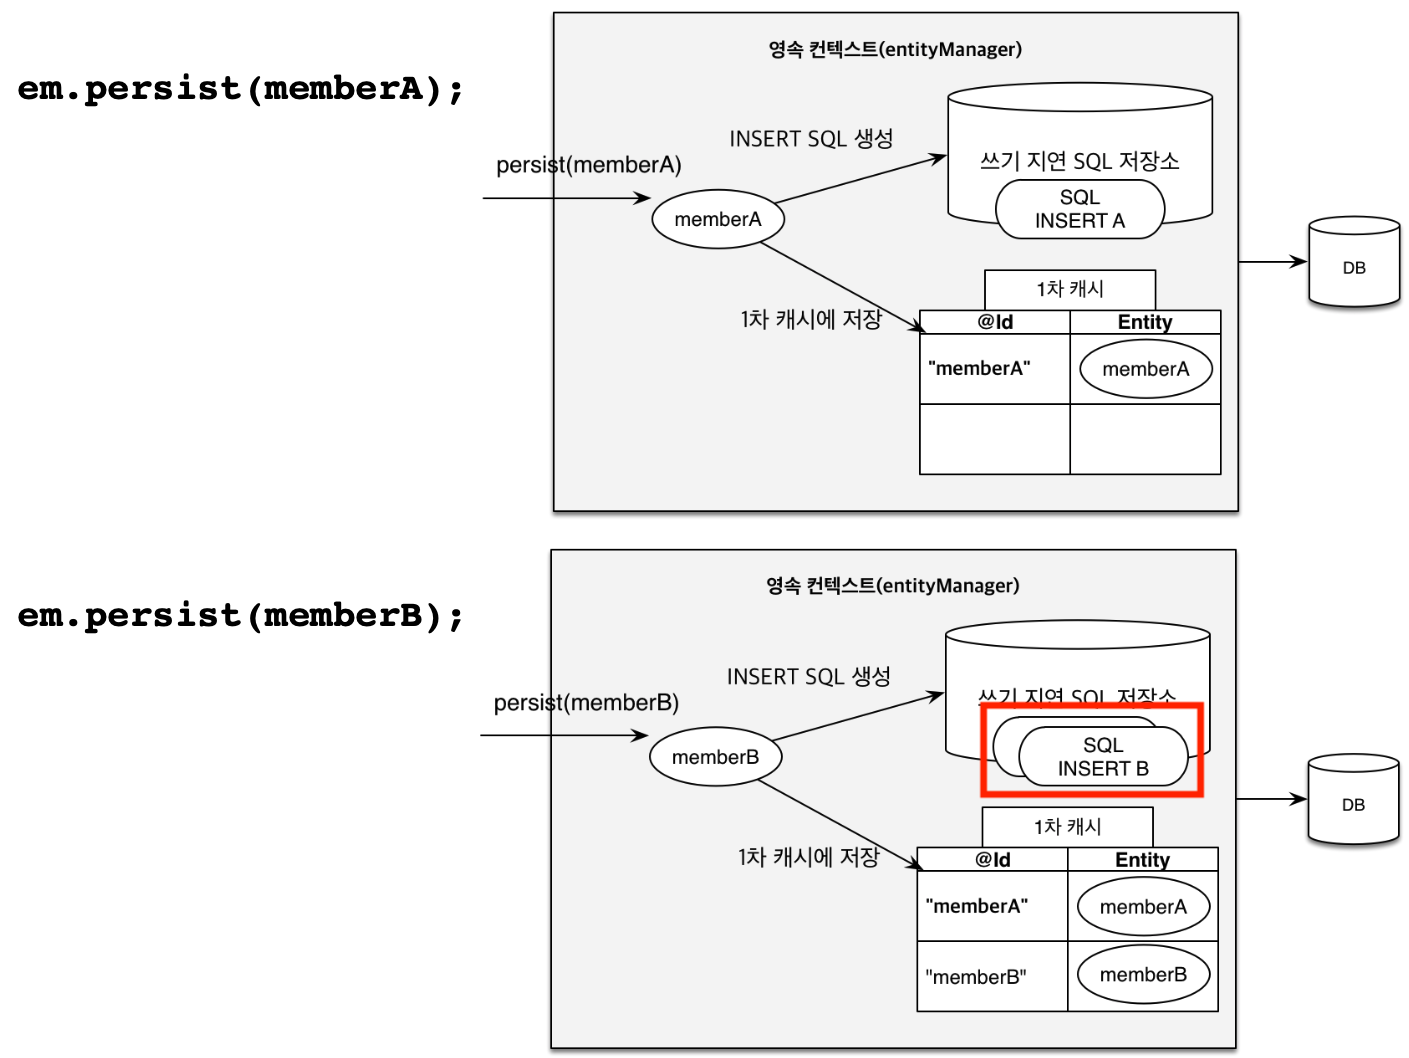 영속 컨텍스트(entityManager)
em.persist(memberA);
INSERT SQL 생성
persist(memberA)
쓰기 지연 SQL 저장소
SQL
INSERT A
memberA
DB
1차 캐시
1차 캐시에 저장
@Id Entity
"memberA" memberA
영속 컨텍스트(entityManager)
em.persist(memberB);
INSERT SQL 생성
persist(memberB)
쓰기 지연 SQL 저장소
SQL
INSERT B
memberB
DB
1차 캐시
1차 캐시에 저장
@Id Entity
"memberA" memberA
"memberB" memberB